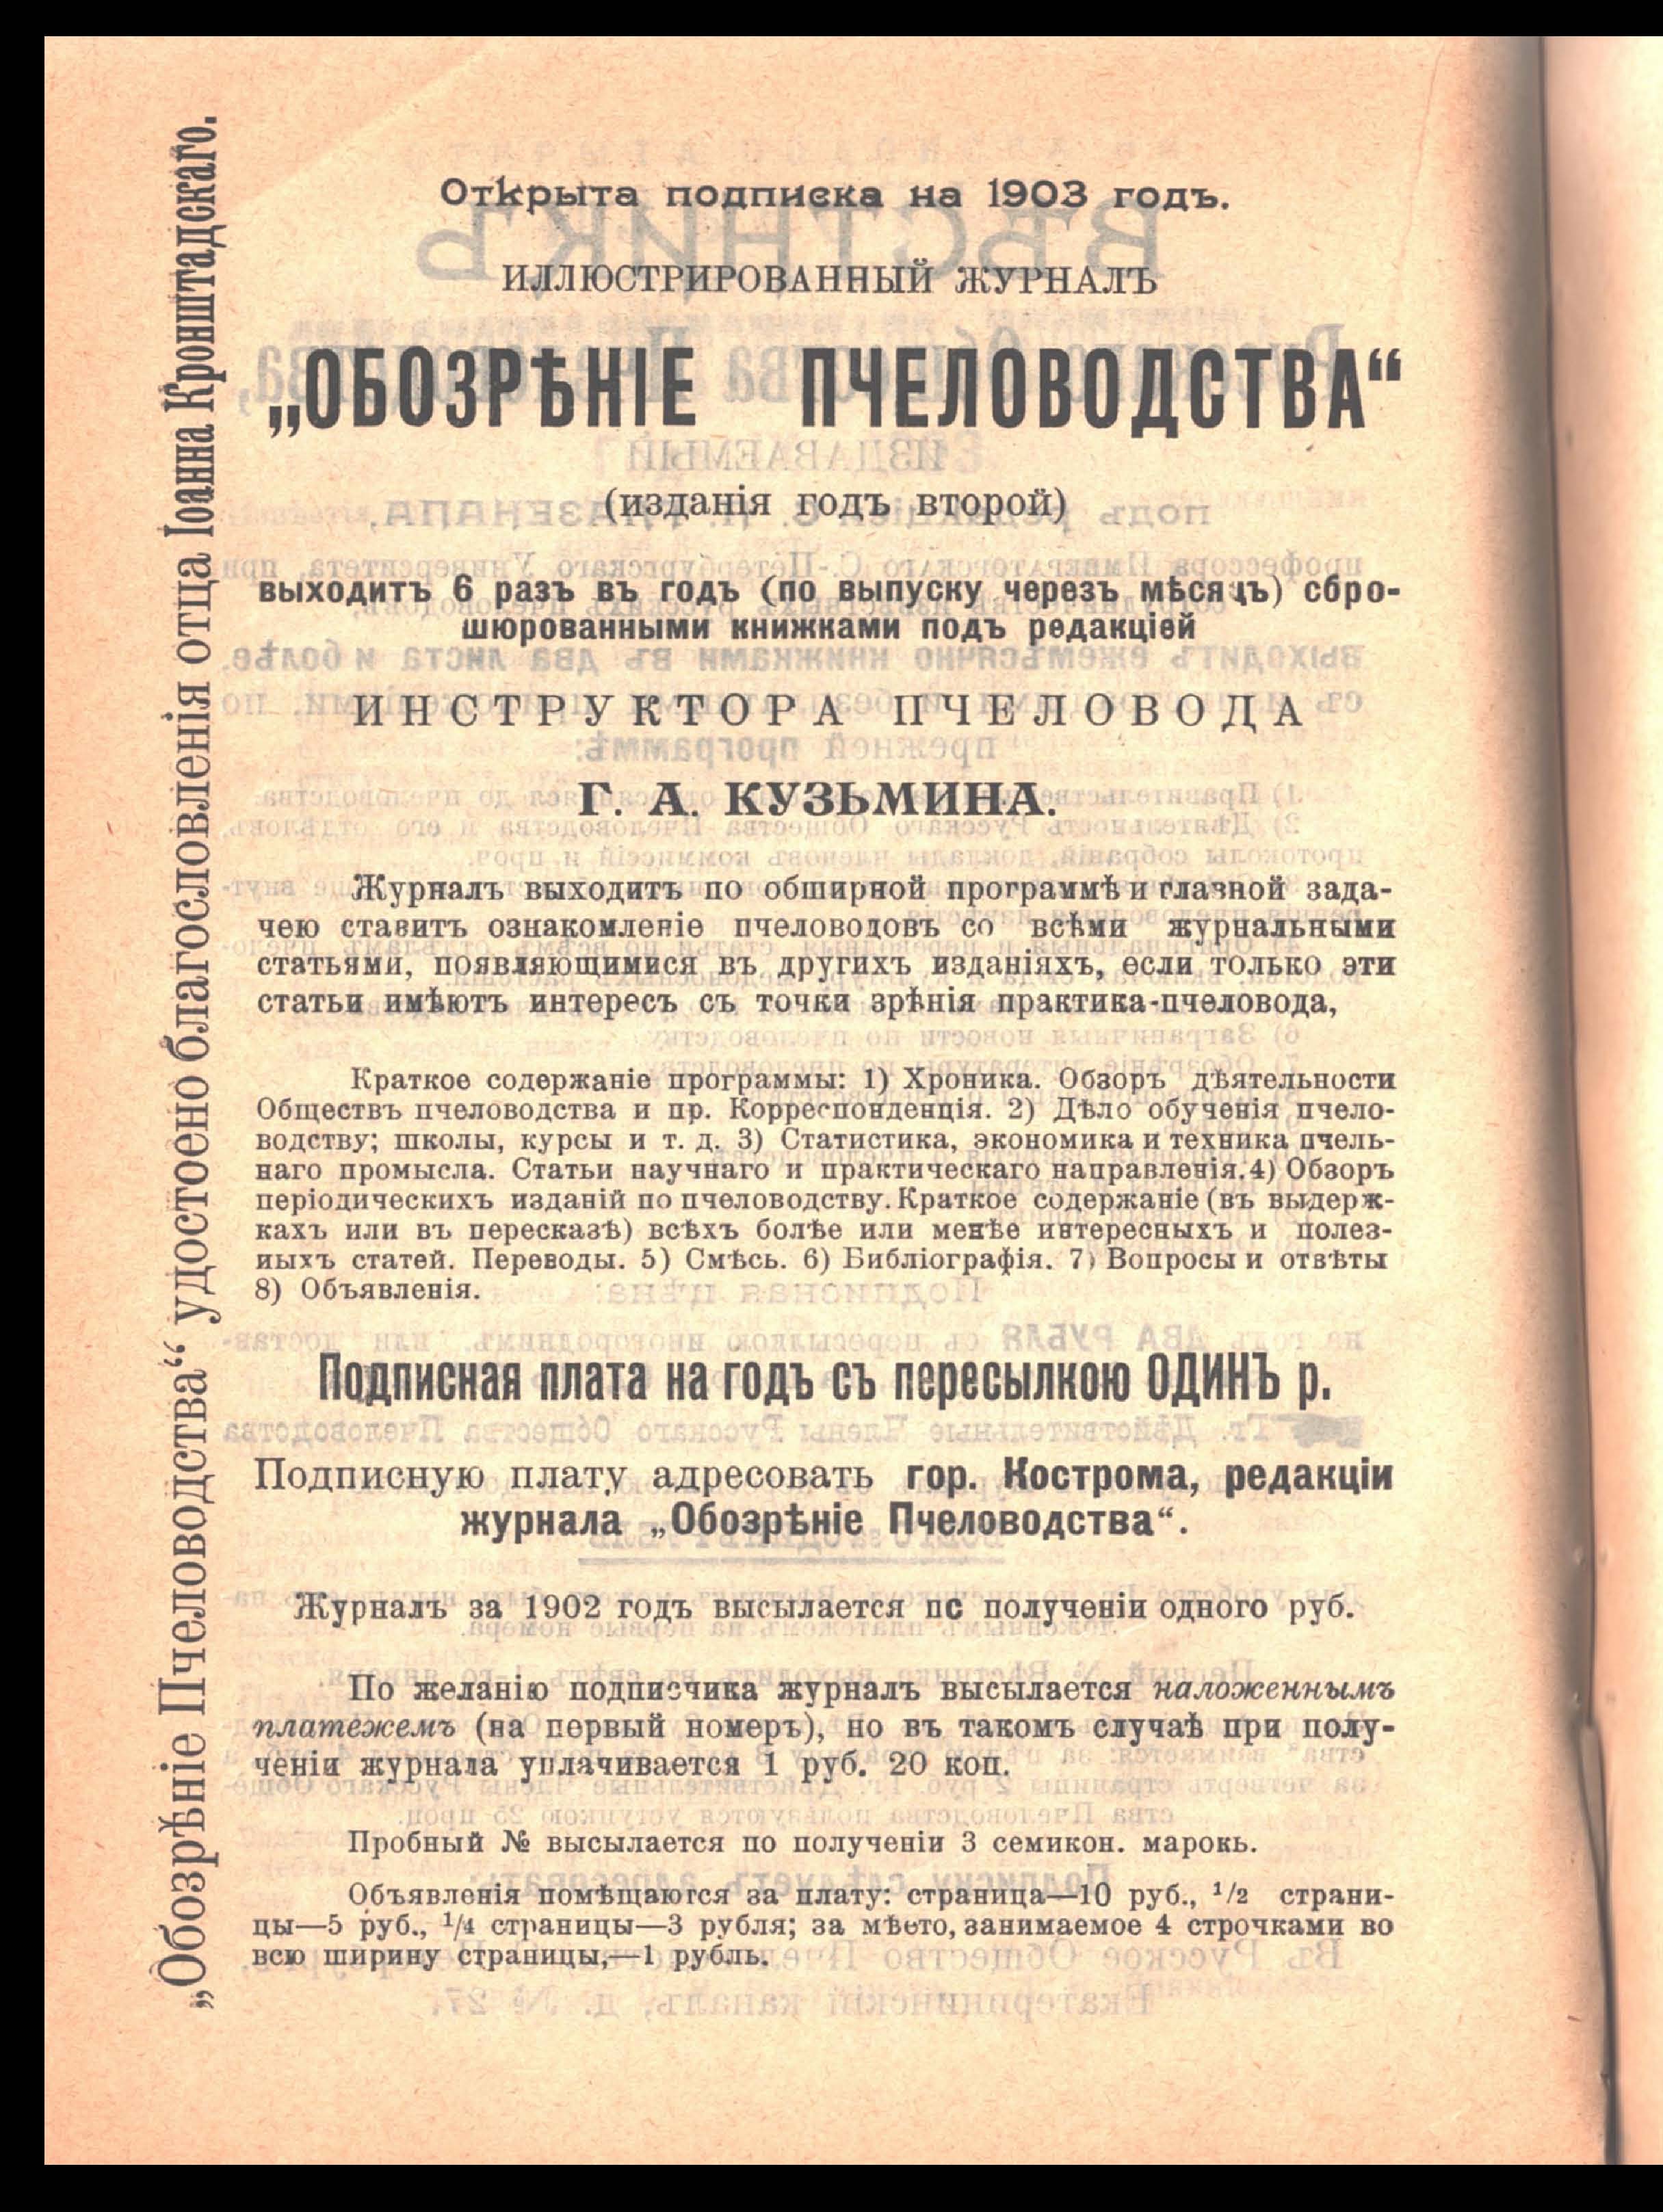 „Обозрѣніе Пчеловодства“ удостоено благословленія отца Іоанна Кронштадскаго.
Открыта подписка на 1903 годъ.
ИЛЛЮСТРИРОВАННЫЙ ЖУРНАЛЪ
„ОБОЗРѢНІЕ ПЧЕЛОВОДСТВА“
(изданія годъ второй)
выходитъ 6 разъ въ годъ (по выпуску черезъ мѣсяцъ) сбро-
шюрованными книжками подъ редакціей
ИНСТРУКТОРА ПЧЕЛОВОДА
Г. А. КУЗЬМИНА.
Журналъ выходитъ по обширной программѣ и главной зада-
чею ставитъ ознакомленіе пчеловодовъ со всѣми журнальными
статьями, появляющимися въ другихъ изданіяхъ, если только эти
статьи имѣютъ интересъ съ точки зрѣнія практика-пчеловода,
Краткое содержаніе программы: 1) Хроника. Обзоръ дѣятельности
Обществъ пчеловодства и пр. Корреспонденція. 2) Дѣло обученія пчело-
водству; школы, курсы и т. д. 3) Статистика, экономика и техника пчель-
наго промысла. Статьи научнаго и практическаго направленія. 4) Обзоръ
періодическихъ изданій по пчеловодству. Краткое содержаніе (въ выдерж-
кахъ или въ пересказѣ) всѣхъ болѣе или менѣе интересныхъ и полез-
ныхъ статей. Переводы. 5) Смѣсь. 6) Библіографія. 7) Вопросы и отвѣты
8) Объявленія.
Подписная плата на годъ съ пересылкою ОДИНЪ р.
Подписную плату адресовать гор. Кострома, редакціи
журнала „Обозрѣніе Пчеловодства“.
Журналъ за 1902 годъ высылается по полученіи одного руб.
По желанію подписчика журналъ высылается наложеннымъ
платежемъ (на первый номеръ), но въ такомъ случаѣ при полу-
ченіи журнала уплачивается 1 руб. 20 коп.
Пробный № высылается по полученіи 3 семикоп. марокь.
Объявленія помѣщаются за плату: страница—10 руб., 1/2 страни-
цы—5 руб., 1/4 страницы—3 рубля; за мѣсто, занимаемое 4 строчками во
всю ширину страницы,—1 рубль.